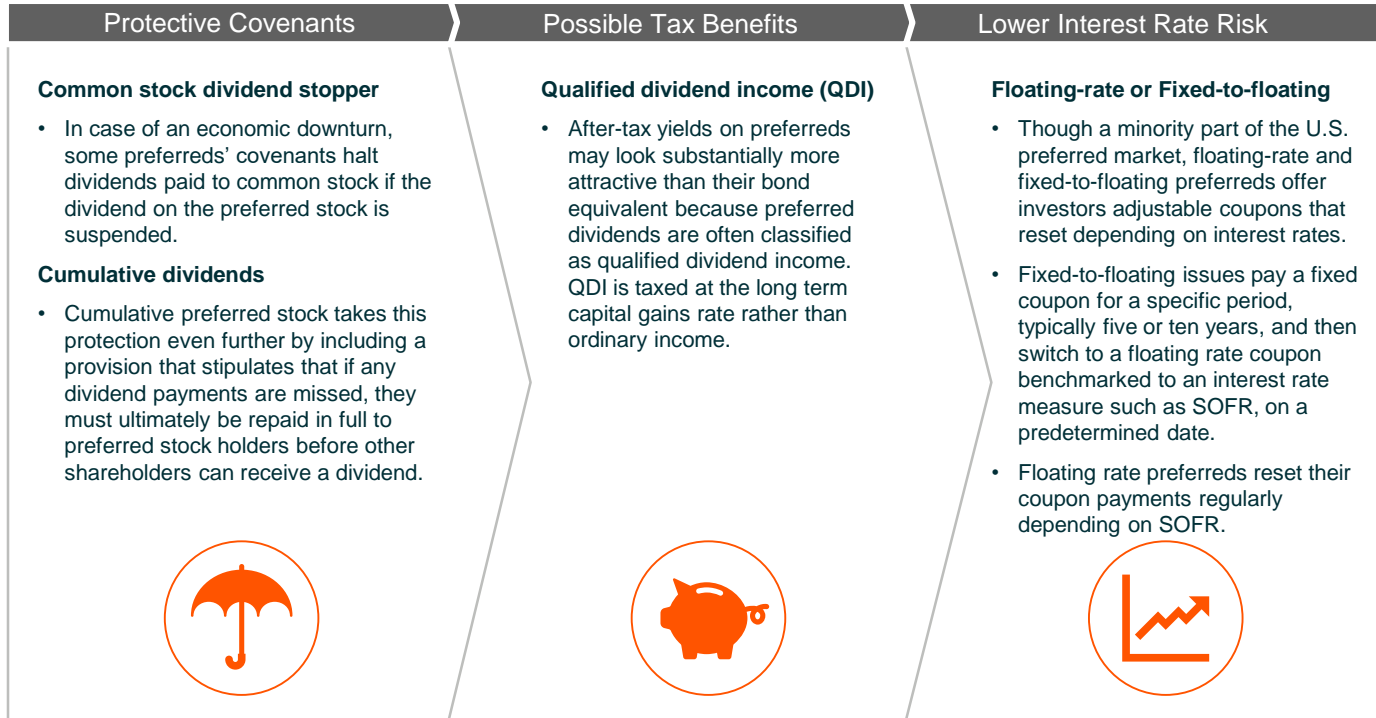 Protective Covenants
Possible Tax Benefits
Lower Interest Rate Risk
Common stock dividend stopper
• In case of an economic downturn,
some preferreds’ covenants halt
dividends paid to common stock if the
dividend on the preferred stock is
suspended.
Cumulative dividends
• Cumulative preferred stock takes this
protection even further by including a
provision that stipulates that if any
dividend payments are missed, they
must ultimately be repaid in full to
preferred stock holders before other
shareholders can receive a dividend.
Qualified dividend income (QDI)
• After-tax yields on preferreds
may look substantially more
attractive than their bond
equivalent because preferred
dividends are often classified
as qualified dividend income.
QDI is taxed at the long term
capital gains rate rather than
ordinary income.
Floating-rate or Fixed-to-floating
• Though a minority part of the U.S.
preferred market, floating-rate and
fixed-to-floating preferreds offer
investors adjustable coupons that
reset depending on interest rates.
• Fixed-to-floating issues pay a fixed
coupon for a specific period,
typically five or ten years, and then
switch to a floating rate coupon
benchmarked to an interest rate
measure such as SOFR, on a
predetermined date.
• Floating rate preferreds reset their
coupon payments regularly
depending on SOFR.